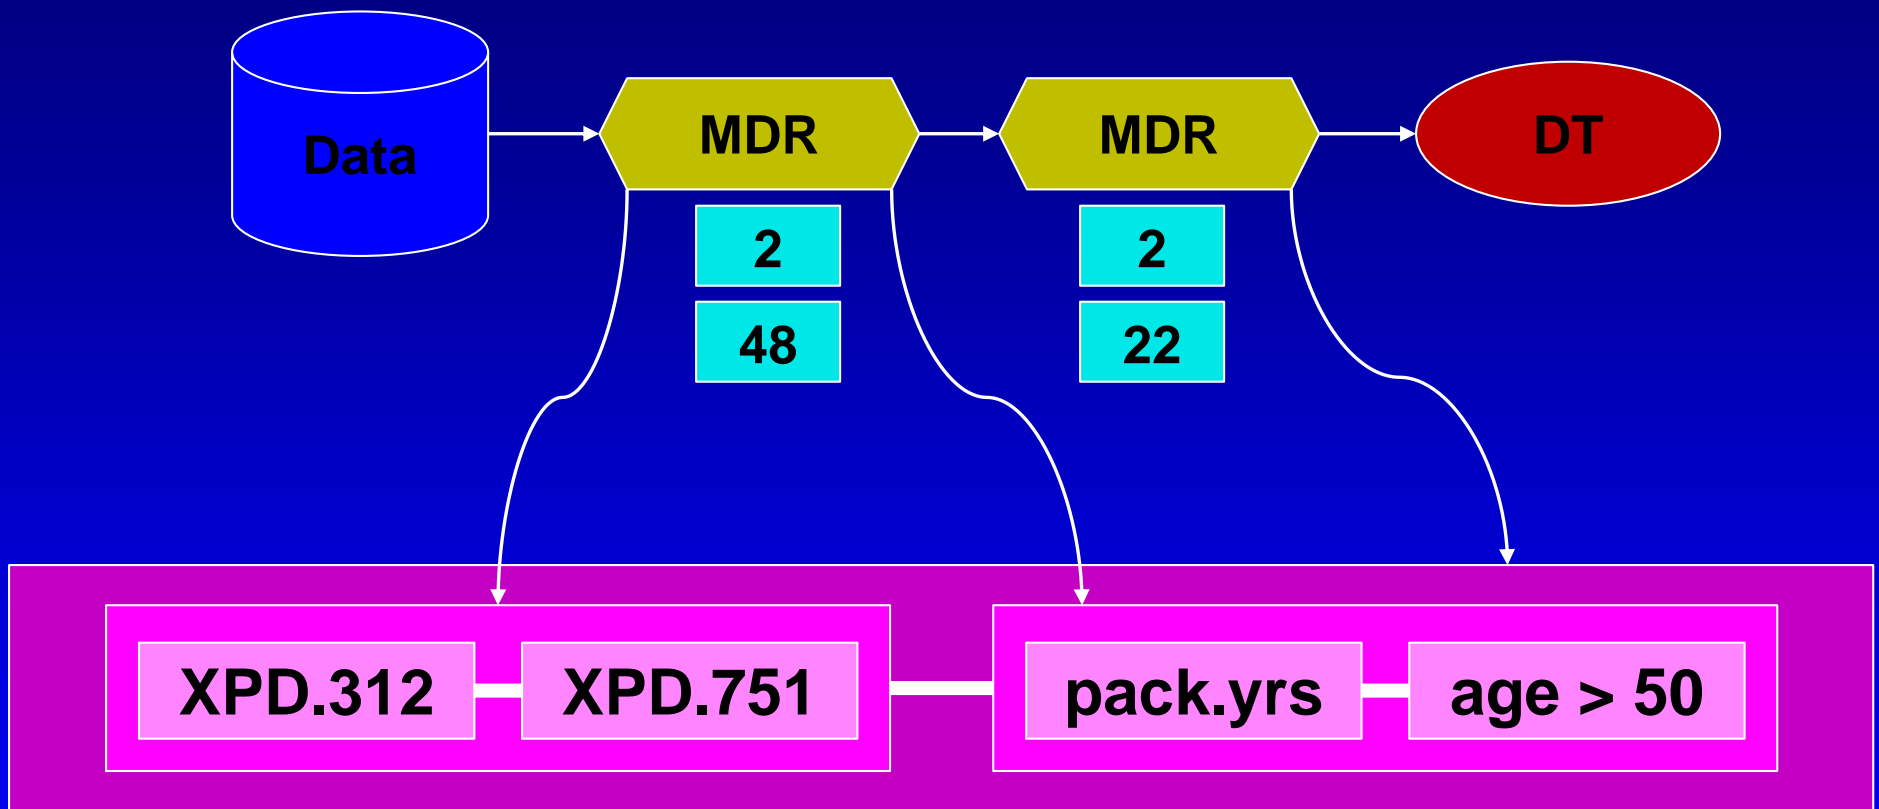 Data
MDR
MDR
DT
2
2
48
22
XPD.312
XPD.751
pack.yrs
age > 50